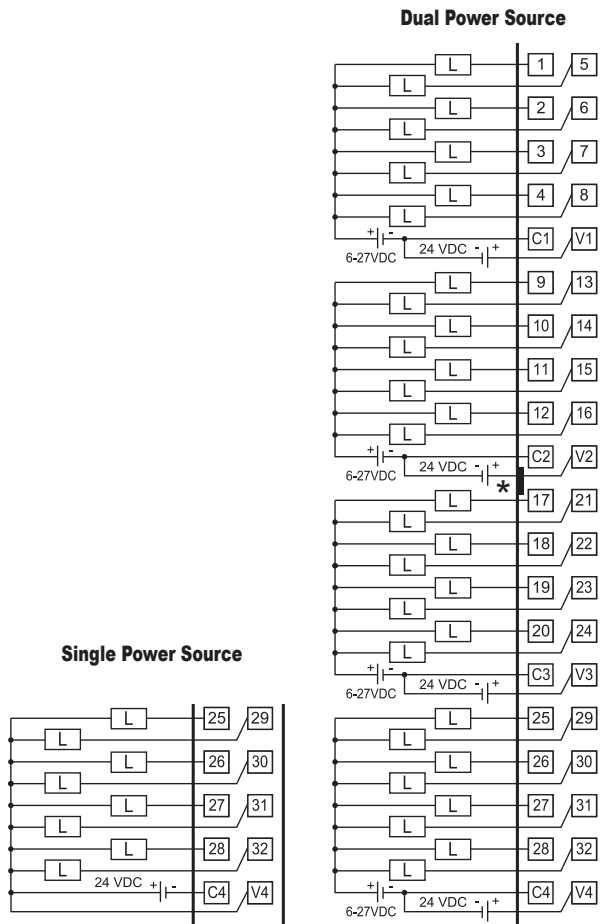 Dual Power Source
L 1 5
L
L 2 6
L
L 3 7
L
L 4 8
L
+ - C1 V1
6-27VDC 24 VDC - +
L 9 13
L
L 10 14
L
L 11 15
L
L 12 16
L
+ - C2 V2
6-27VDC 24 VDC - +
*
L 17 21
L
L 18 22
L
L 19 23
L
L 20 24
L
+ - C3 V3
6-27VDC 24 VDC - +
L 25 29
L
L 26 30
L
L 27 31
L
L 28 32
L
+ - C4 V4
6-27VDC 24 VDC - +
Single Power Source
L 25 29
L
L 26 30
L
L 27 31
L
L 28 32
L
24 VDC + - C4 V4